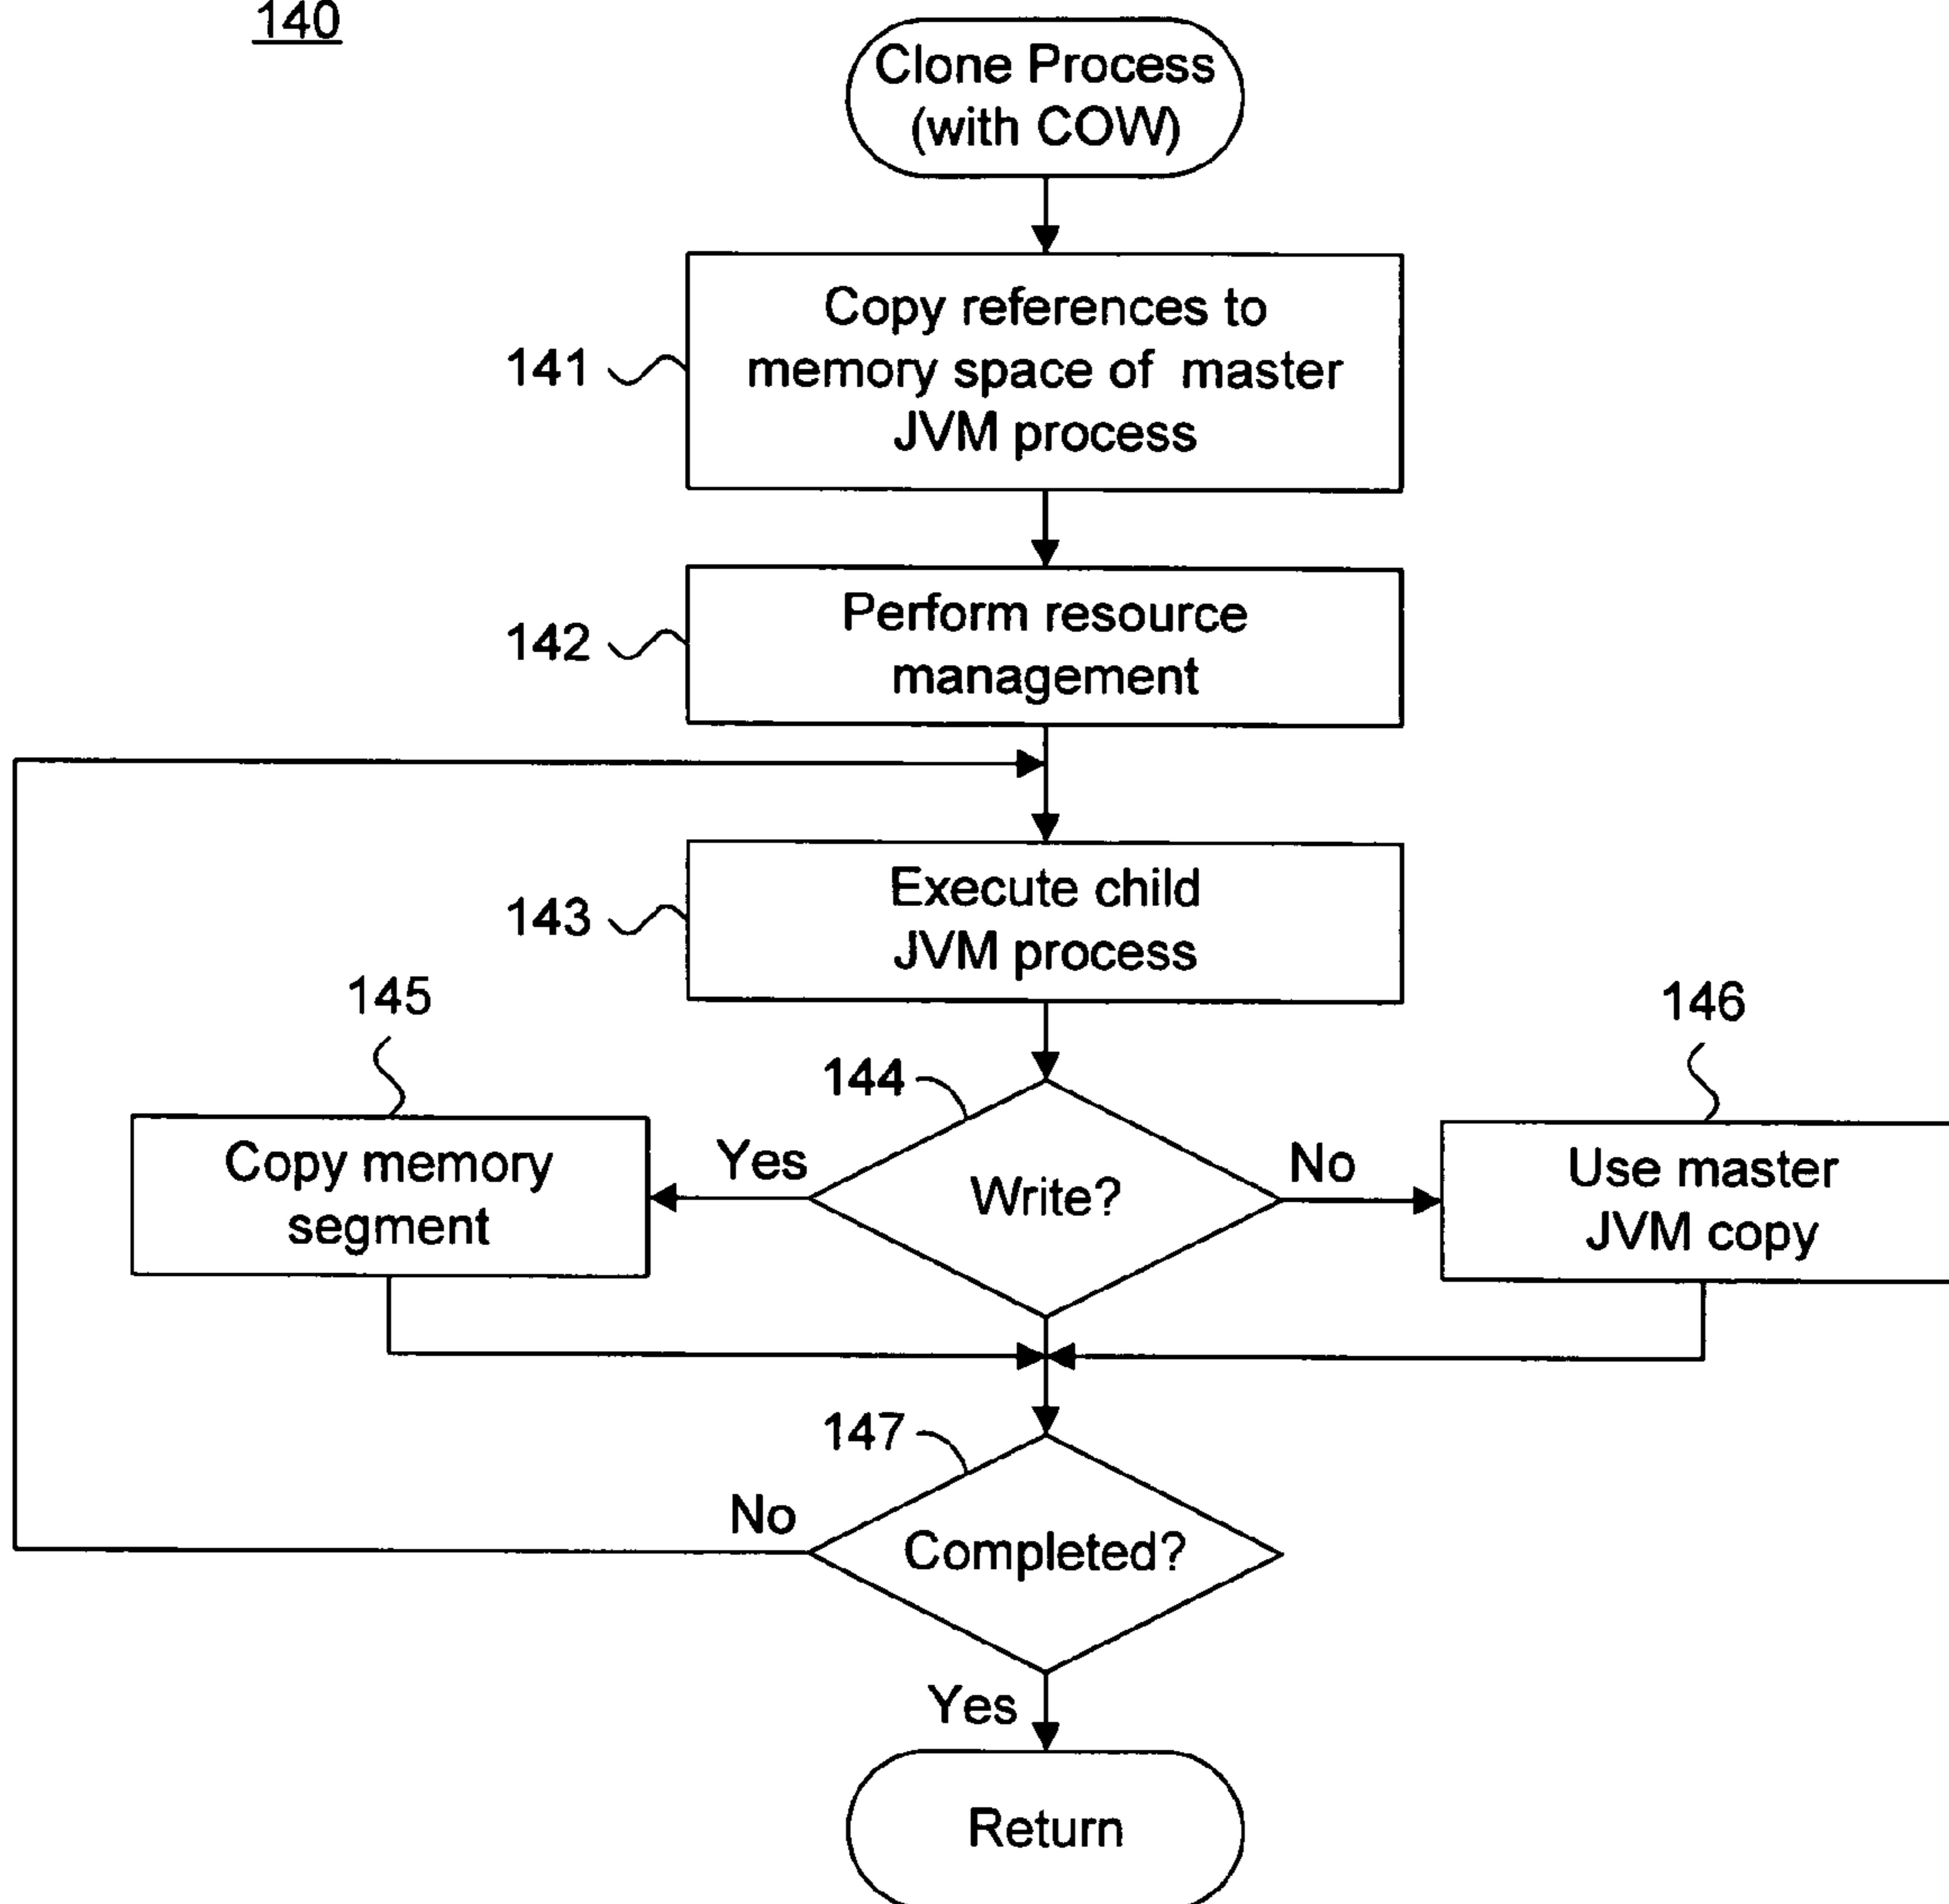 140
Clone Process
(with COW)
Copy references to
memory space of master
JVM process
141
Perform resource
management
142
Execute child
JVM process
143
145
146
144
Copy memory
segment
Yes
Write?
No
Use master
JVM copy
147
No
Completed?
Yes
Return